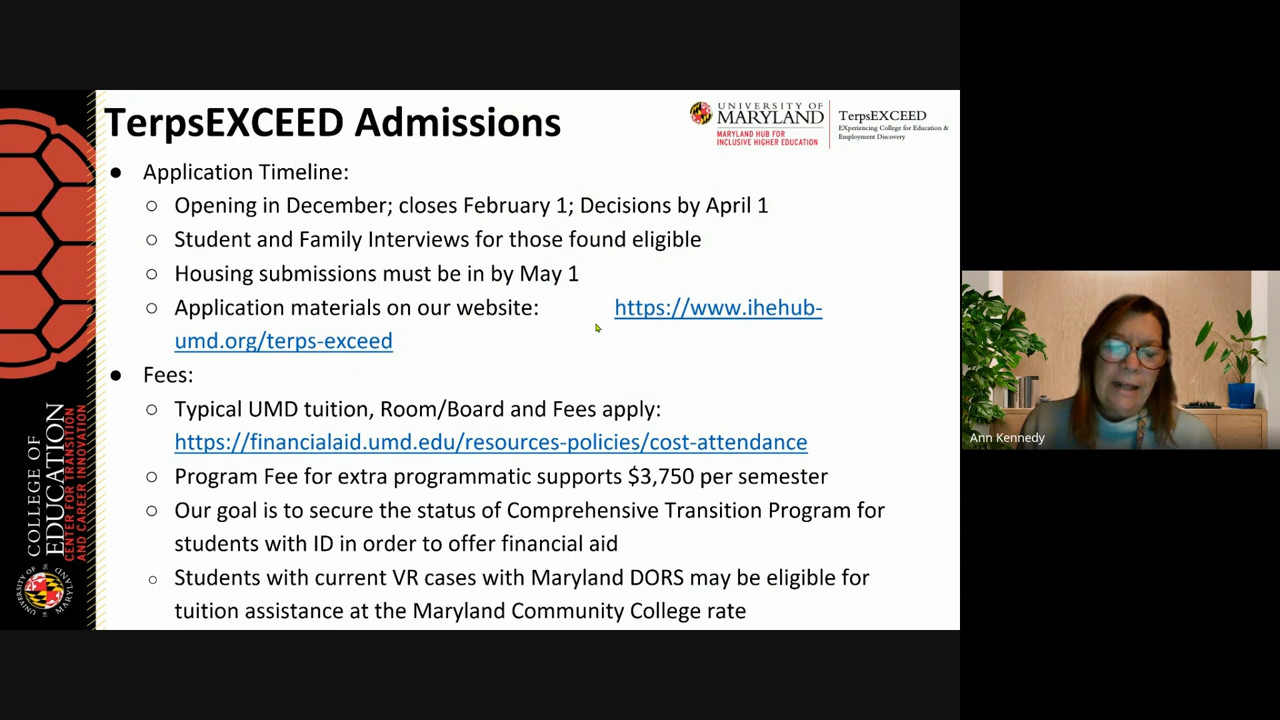 TerpsEXCEED Admissions
UNIVERSITY OF
MARYLAND
MARYLAND HUB FOR
INCLUSIVE HIGHER EDUCATION
TerpsEXCEED
EXperiencing College for Education &
Employment Discovery
● Application Timeline:
○ Opening in December; closes February 1; Decisions by April 1
○ Student and Family Interviews for those found eligible
○ Housing submissions must be in by May 1
○ Application materials on our website: https://www.ihehub-
umd.org/terps-exceed
● Fees:
○ Typical UMD tuition, Room/Board and Fees apply:
https://financialaid.umd.edu/resources-policies/cost-attendance
○ Program Fee for extra programmatic supports $3,750 per semester
○ Our goal is to secure the status of Comprehensive Transition Program for
students with ID in order to offer financial aid
○ Students with current VR cases with Maryland DORS may be eligible for
tuition assistance at the Maryland Community College rate
COLLEGE OF
EDUCATION
CENTER FOR TRANSITION
AND CAREER INNOVATION
UNIVERSITY OF
MARYLAND
Ann Kennedy